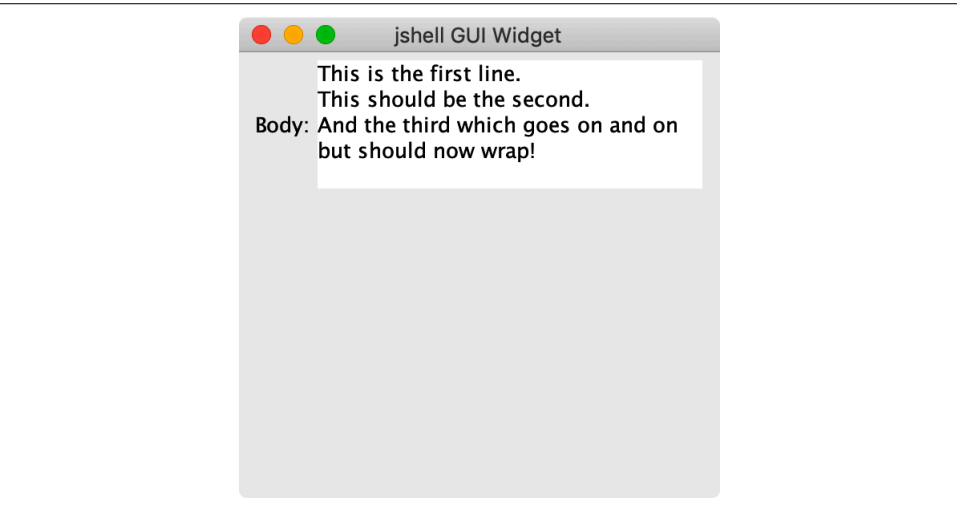 jshell GUI Widget
This is the first line.
This should be the second.
Body: And the third which goes on and on
but should now wrap!